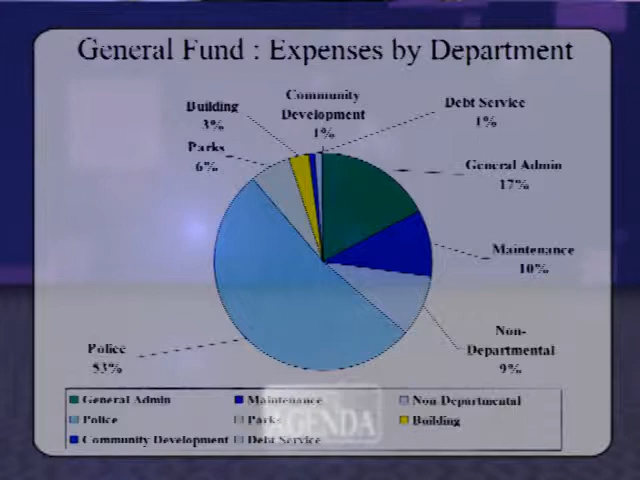 General Fund : Expenses by Department
Community
Development
1%
Building
3%
Debt Service
1%
Parks
6%
General Admin
17%
Maintenance
10%
Non-
Departmental
9%
Police
53%
General Admin Maintenance Non-Departmental
Police Parks Building
Community Development Debt Service
AGENDA